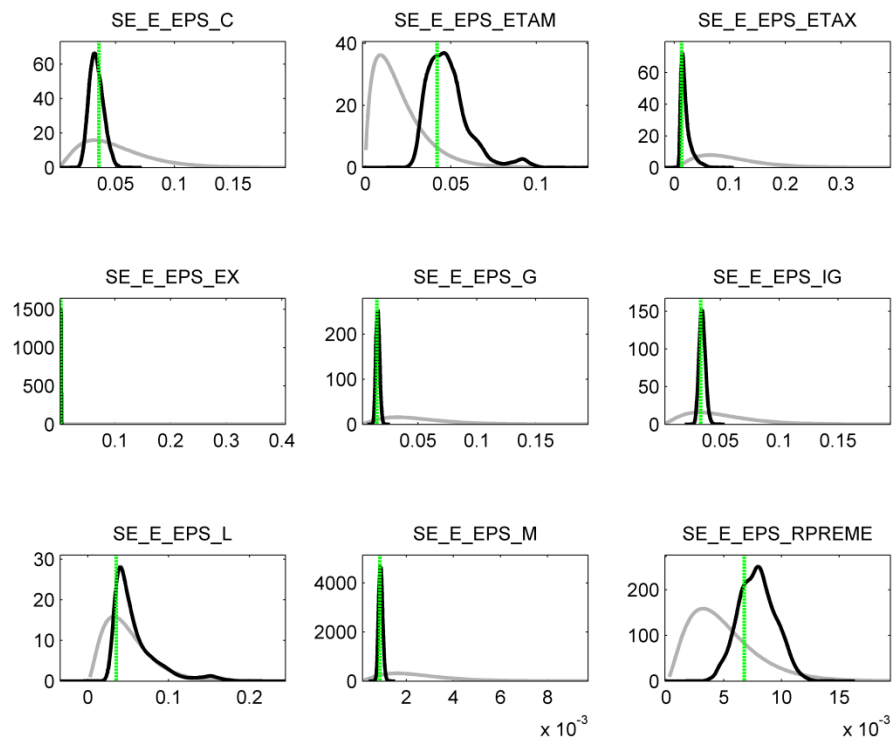 SE_E_EPS_C SE_E_EPS_ETAM SE_E_EPS_ETAX
60 40 20 0
0.05 0.1 0.15
40 20 0
0 0.05 0.1
60 40 20 0
0 0.1 0.2 0.3
SE_E_EPS_EX SE_E_EPS_G SE_E_EPS_IG
1500 1000 500 0
0.1 0.2 0.3 0.4
200 100 0
0.05 0.1 0.15
150 100 50 0
0.05 0.1 0.15
SE_E_EPS_L SE_E_EPS_M SE_E_EPS_RPREME
30 20 10 0
0 0.1 0.2
4000 2000 0
2 4 6 8
x 10⁻³
200 100 0
0 5 10 15
x 10⁻³